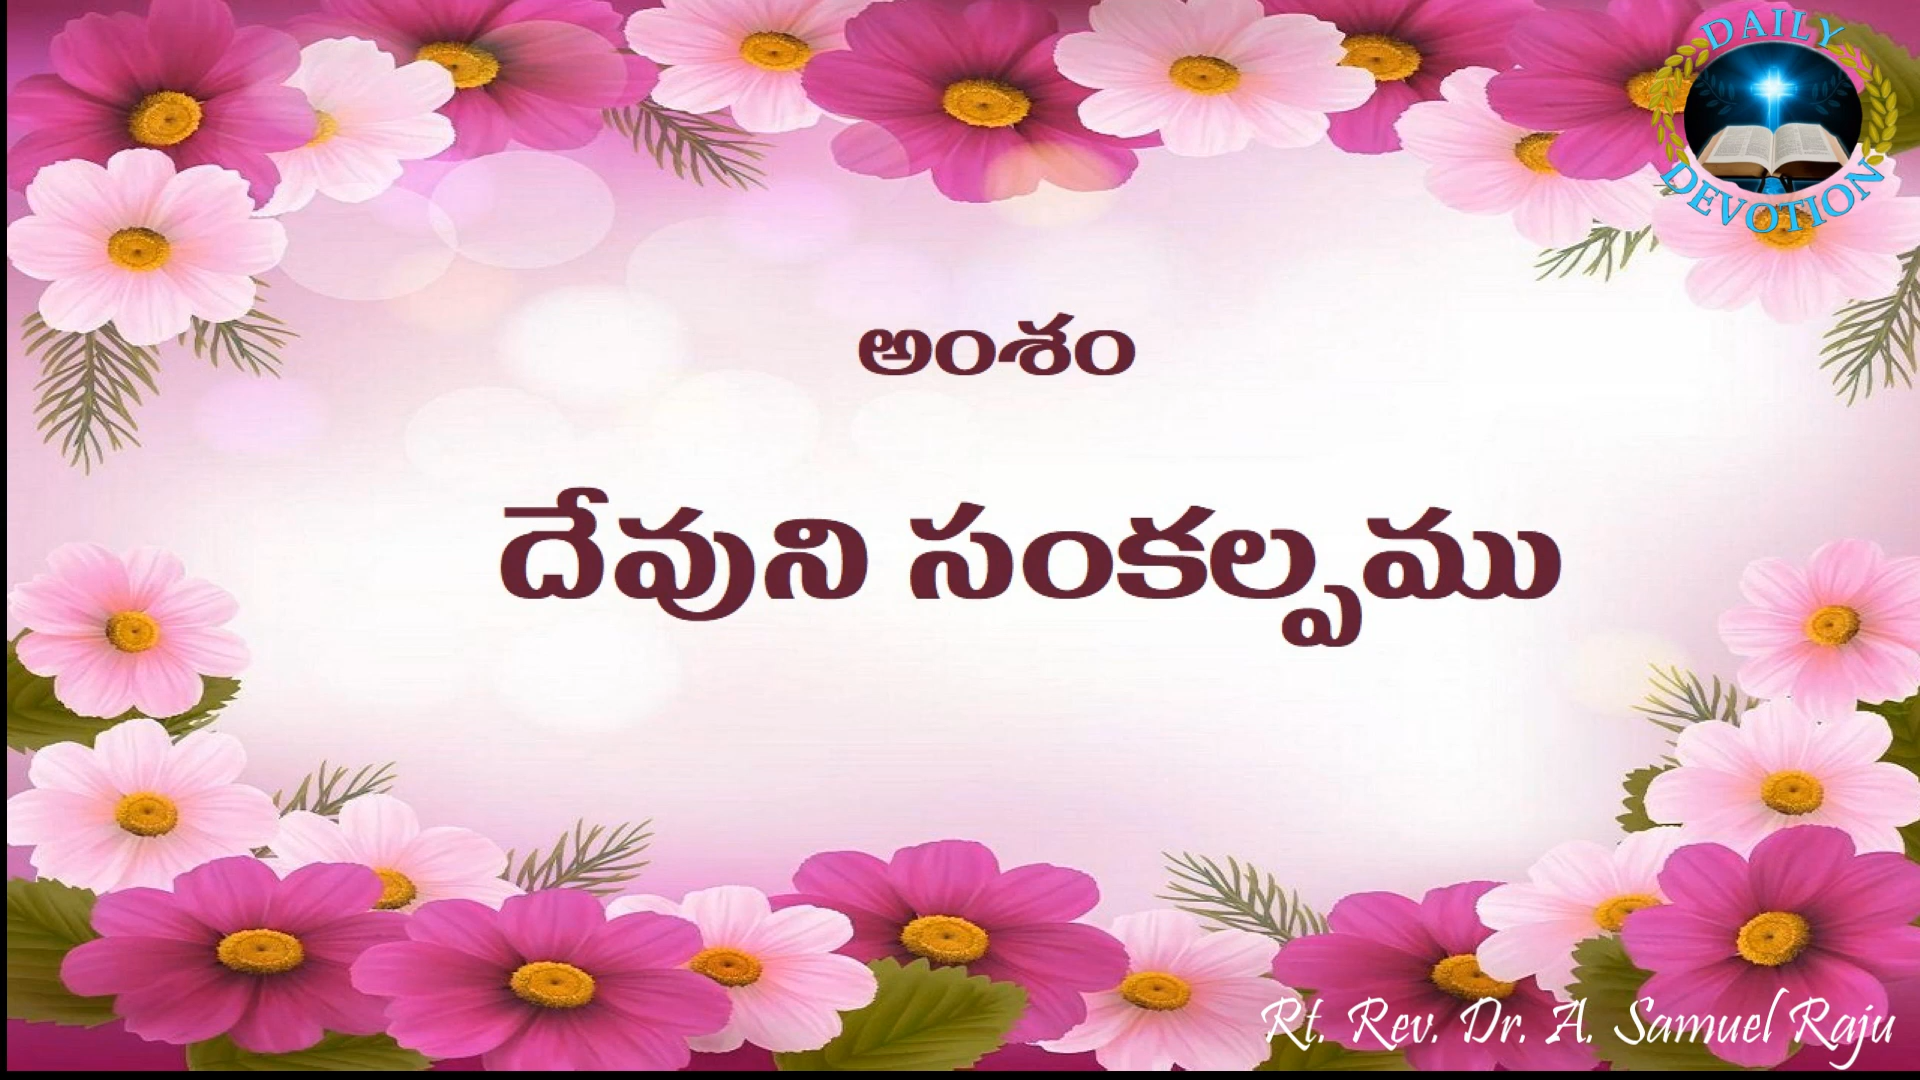 DAILY
DEVOTION
అంశం
దేవుని సంకల్పము
Rt. Rev. Dr. A. Samuel Raju